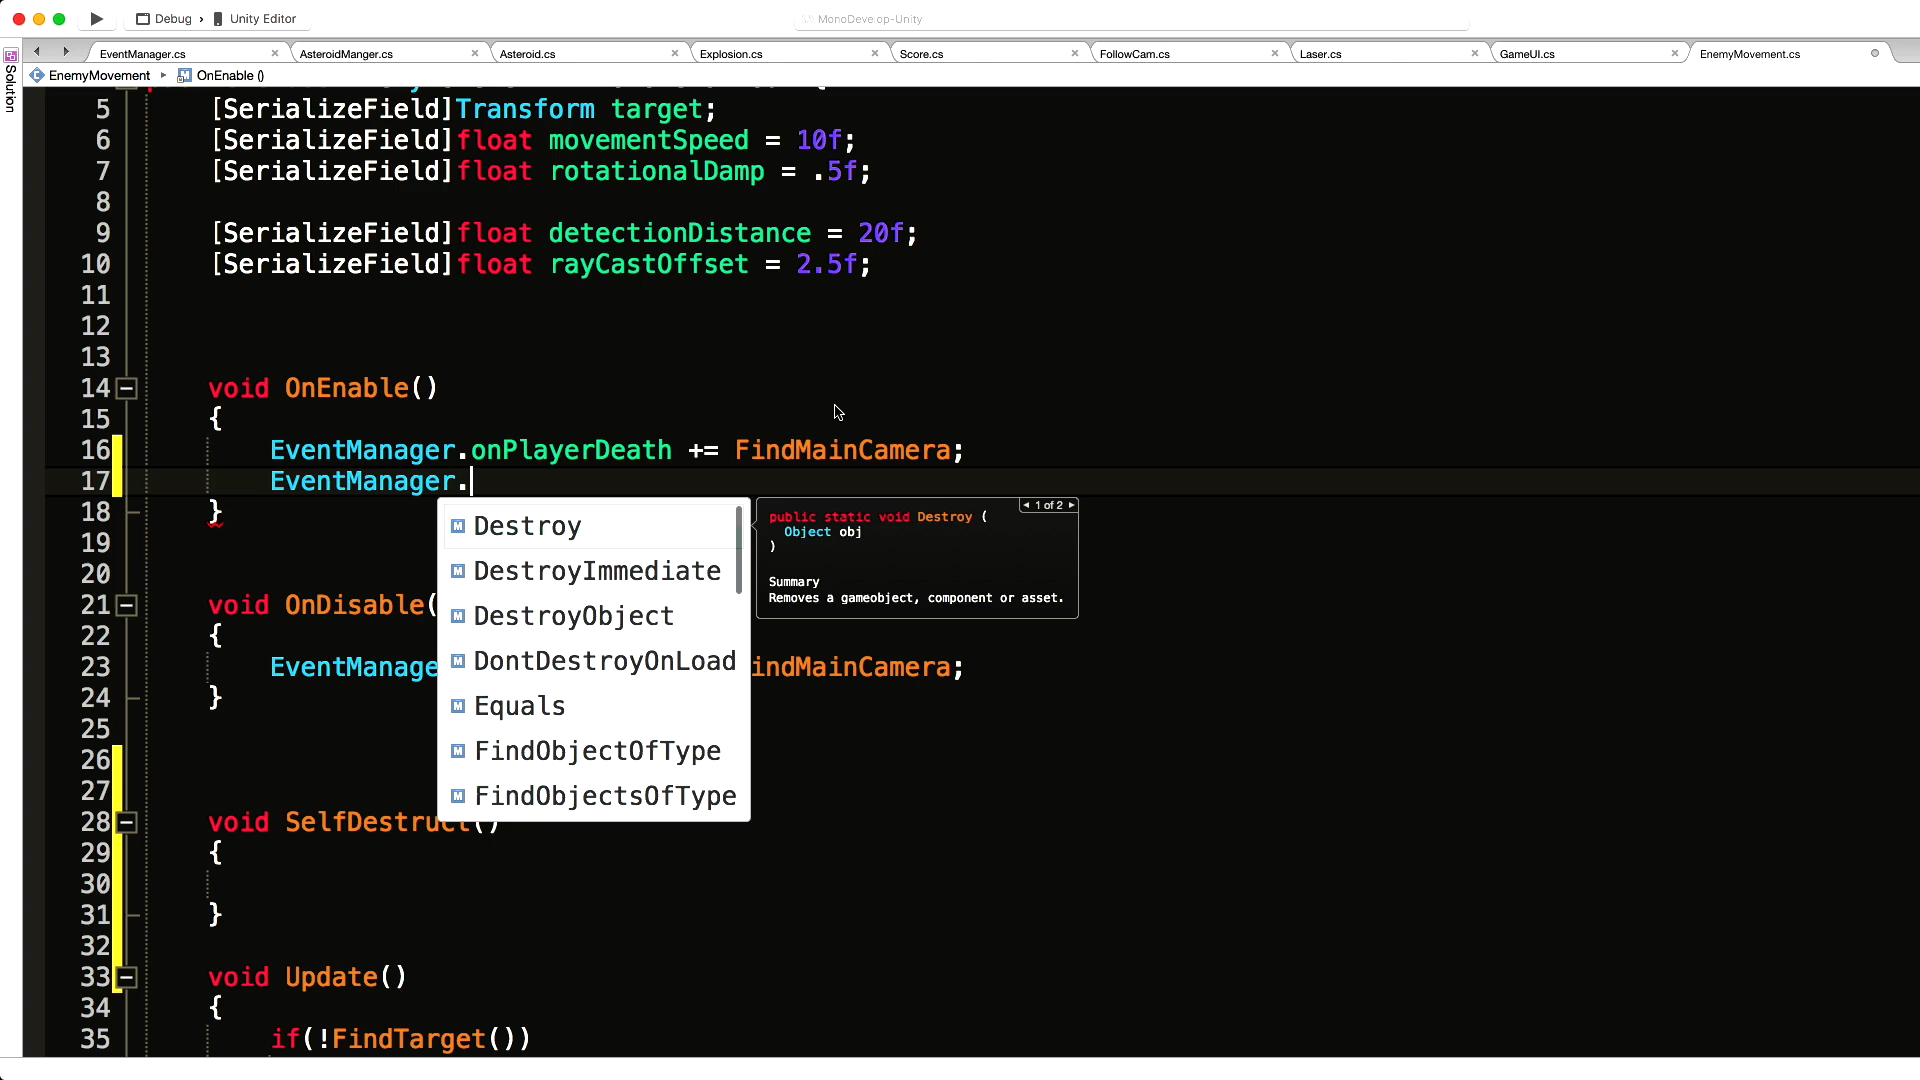 Debug › Unity Editor
MonoDevelop-Unity
EventManager.cs
AsteroidManger.cs
Asteroid.cs
Explosion.cs
Score.cs
FollowCam.cs
Laser.cs
GameUI.cs
EnemyMovement.cs
Solution
EnemyMovement ▸ OnEnable ()
5 [SerializeField]Transform target;
6 [SerializeField]float movementSpeed = 10f;
7 [SerializeField]float rotationalDamp = .5f;
8
9 [SerializeField]float detectionDistance = 20f;
10 [SerializeField]float rayCastOffset = 2.5f;
11
12
13
14 void OnEnable()
15 {
16 EventManager.onPlayerDeath += FindMainCamera;
17 EventManager.
18 }
19
20
21 void OnDisable(
22 {
23 EventManage indMainCamera;
24 }
25
26
27
28 void SelfDestruct()
29 {
30
31 }
32
33 void Update()
34 {
35 if(!FindTarget())
Destroy
DestroyImmediate
DestroyObject
DontDestroyOnLoad
Equals
FindObjectOfType
FindObjectsOfType
1 of 2
public static void Destroy (
Object obj
)
Summary
Removes a gameobject, component or asset.